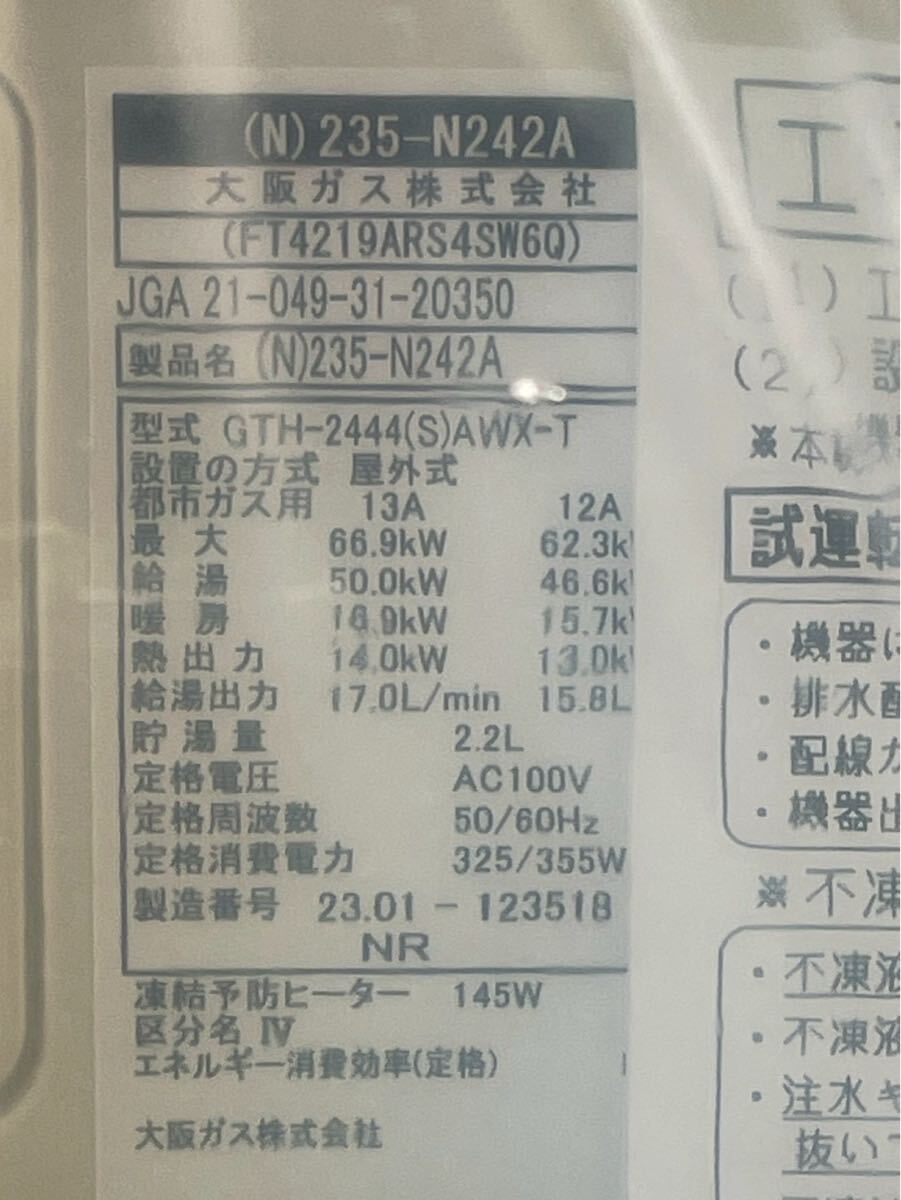 (N)235-N242A
大阪ガス株式会社
(FT4219ARS4SW6Q)
JGA 21-049-31-20350
製品名 (N)235-N242A
型式 GTH-2444(S)AWX-T
設置の方式 屋外式
都市ガス用 13A 12A
最大 66.9kW 62.3k
給湯 50.0kW 46.6k
暖房 16.9kW 15.7k
熱出力 14.0kW 13.0k
給湯出力 17.0L/min 15.8L
貯湯量 2.2L
定格電圧 AC100V
定格周波数 50/60Hz
定格消費電力 325/355W
製造番号 23.01 - 123518
NR
凍結予防ヒーター 145W
区分名 Ⅳ
エネルギー消費効率(定格)
大阪ガス株式会社
工
(1) 工
(2) 設
※本機
試運転
・機器に
・排水配
・配線カ
・機器出
※不凍
・不凍液
・不凍液
・注水キ
抜いて